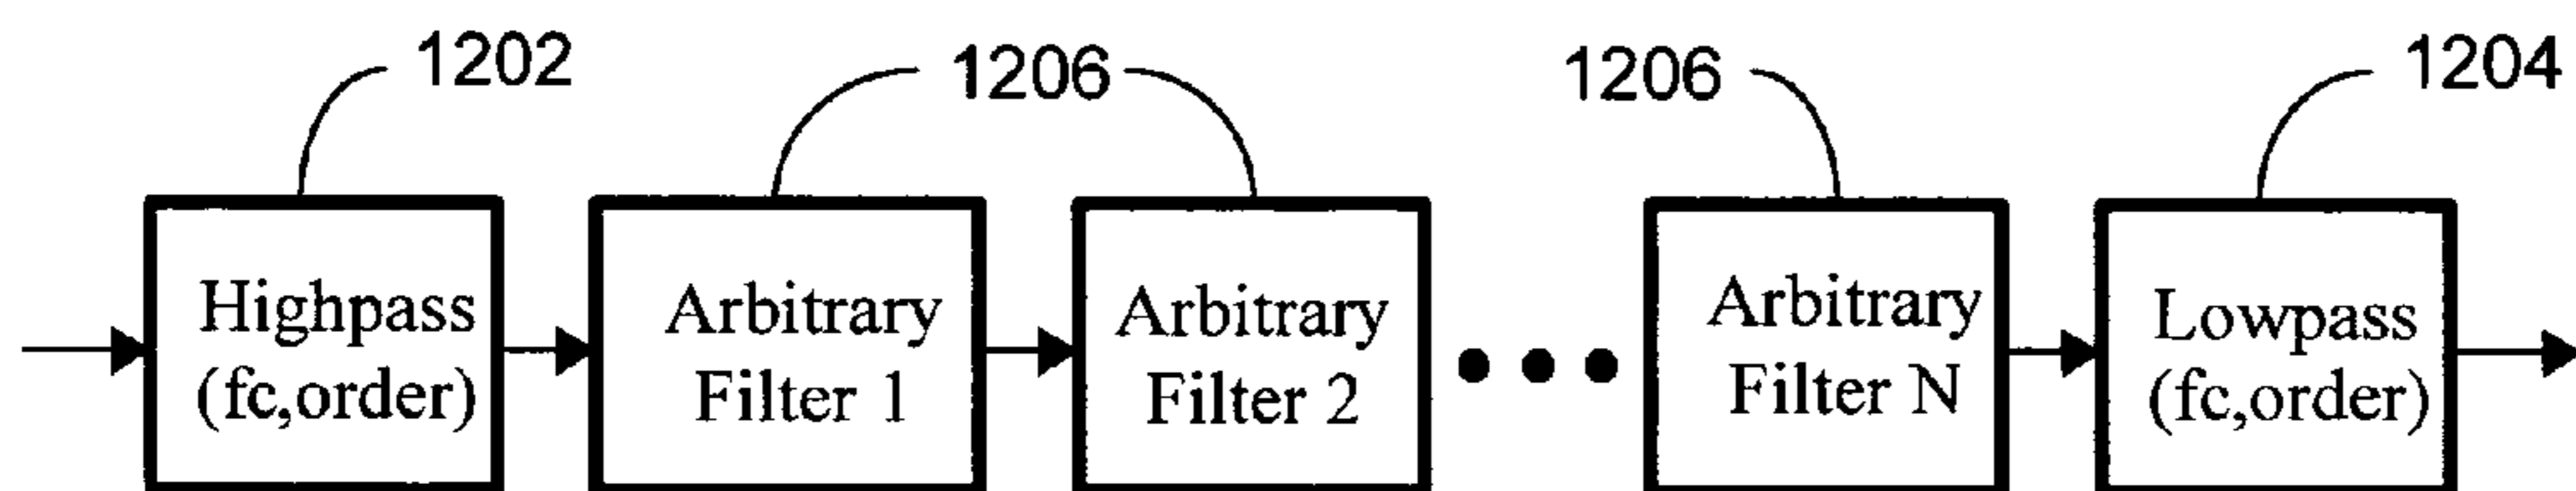 1202
1206
1206
1204
Highpass
(fc,order)
Arbitrary
Filter 1
Arbitrary
Filter 2
Arbitrary
Filter N
Lowpass
(fc,order)